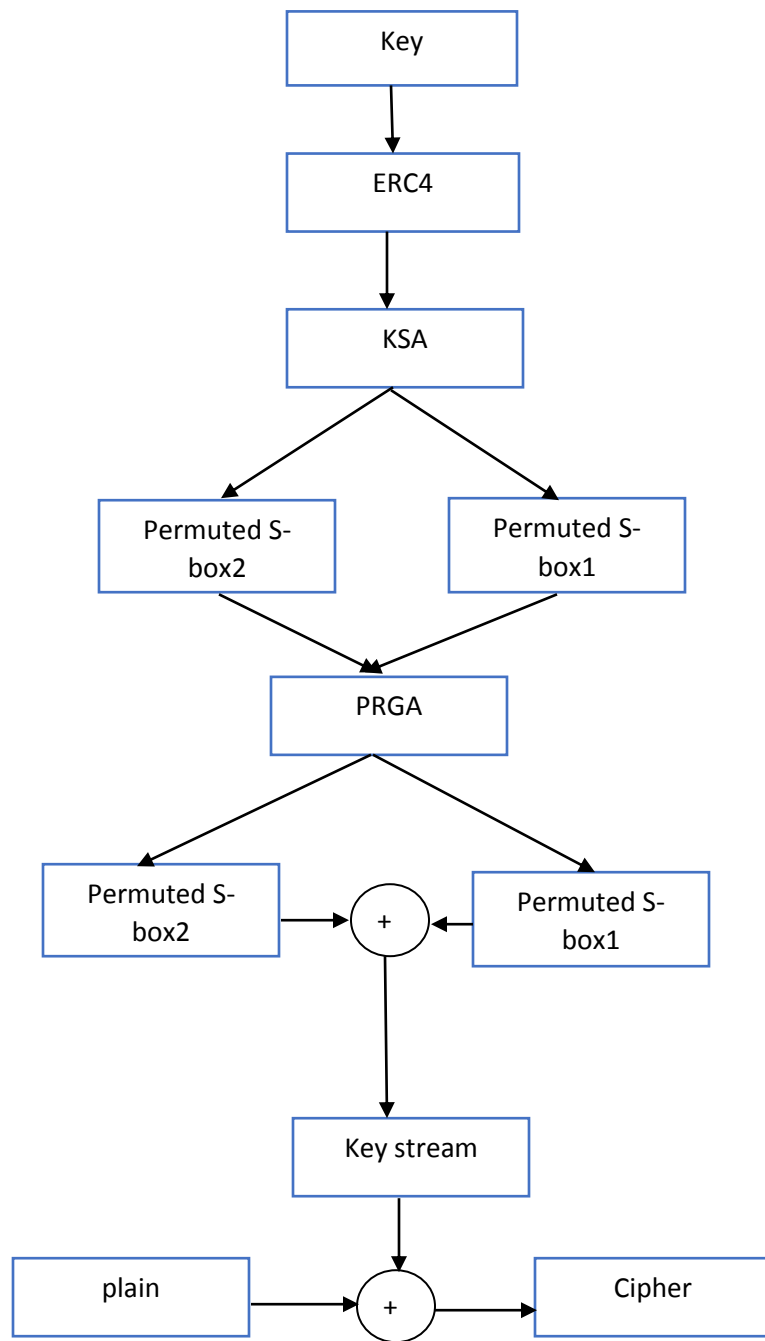 Key
ERC4
KSA
Permuted S-
box2
Permuted S-
box1
PRGA
Permuted S-
box2
+
Permuted S-
box1
Key stream
plain
+
Cipher